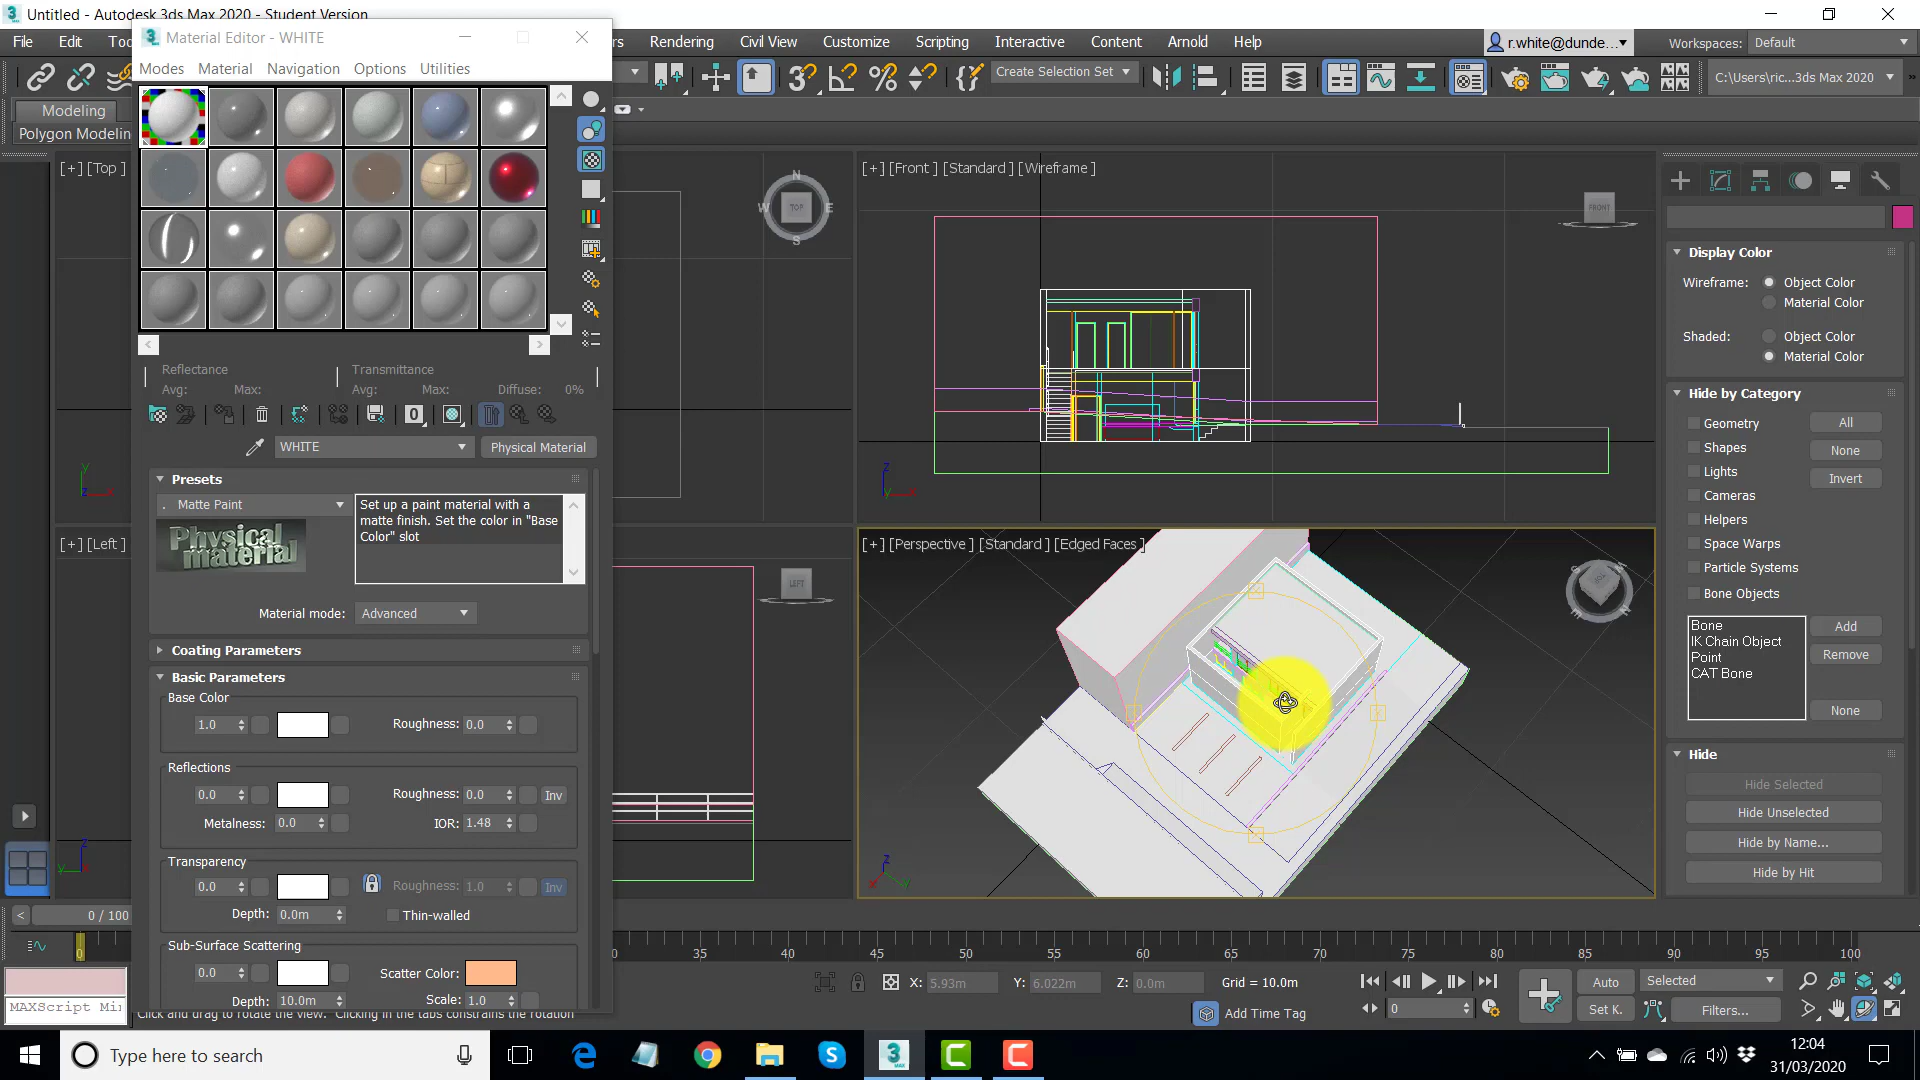 Untitled - Autodesk 3ds Max 2020 - Student Version
File Edit Rendering Civil View Customize Scripting Interactive Content Arnold Help
r.white@dunde...
Workspaces: Default
Material Editor - WHITE
Modes Material Navigation Options Utilities
Create Selection Set
C:\Users\ric...3ds Max 2020
Modeling
Polygon Modeling
[+] [Top ]
TOP
N
W
E
S
[+] [Front ] [Standard ] [Wireframe ]
FRONT
Display Color
Wireframe: Object Color
Material Color
Shaded: Object Color
Material Color
Hide by Category
Geometry All
Shapes None
Lights Invert
Cameras
Helpers
Space Warps
Particle Systems
Bone Objects
Bone Add
IK Chain Object
Point Remove
CAT Bone
None
Hide
Hide Selected
Hide Unselected
Hide by Name...
Hide by Hit
Reflectance Transmittance
Avg: Max: Avg: Max: Diffuse: 0%
WHITE Physical Material
Presets
. Matte Paint
Set up a paint material with a
matte finish. Set the color in "Base
Color" slot
Physical
material
Material mode: Advanced
Coating Parameters
Basic Parameters
Base Color
1.0 Roughness: 0.0
Reflections
0.0 Roughness: 0.0 Inv
Metalness: 0.0 IOR: 1.48
Transparency
0.0 Roughness: 1.0 Inv
Depth: 0.0m Thin-walled
Sub-Surface Scattering
0.0 Scatter Color:
Depth: 10.0m Scale: 1.0
[+] [Left ]
LEFT
[+] [Perspective ] [Standard ] [Edged Faces ]
0 / 100
0
35 40 45 50 55 60 65 70 75 80 85 90 95 100
X: 5.93m Y: 6.022m Z: 0.0m Grid = 10.0m
Auto Selected
MAXScript Mi
Click and drag to rotate the view. Clicking in the tabs constrains the rotation
Add Time Tag
0
Set K. Filters...
Type here to search
12:04
31/03/2020